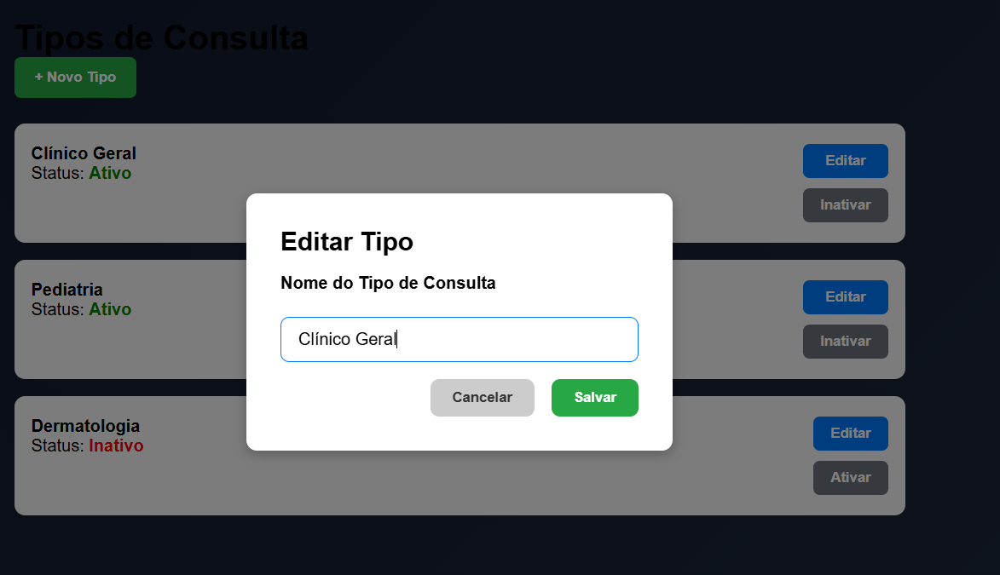 Tipos de Consulta
+ Novo Tipo
Clínico Geral
Status: Ativo
Editar
Inativar
Pediatria
Status: Ativo
Editar
Inativar
Dermatologia
Status: Inativo
Editar
Ativar
Editar Tipo
Nome do Tipo de Consulta
Clínico Geral
Cancelar
Salvar